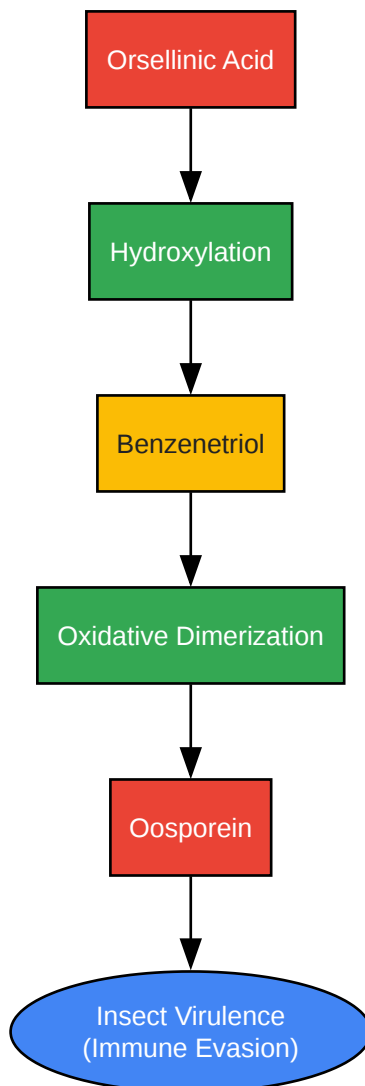 Orsellinic Acid
Hydroxylation
Benzenetriol
Oxidative Dimerization
Oosporein
Insect Virulence
(Immune Evasion)